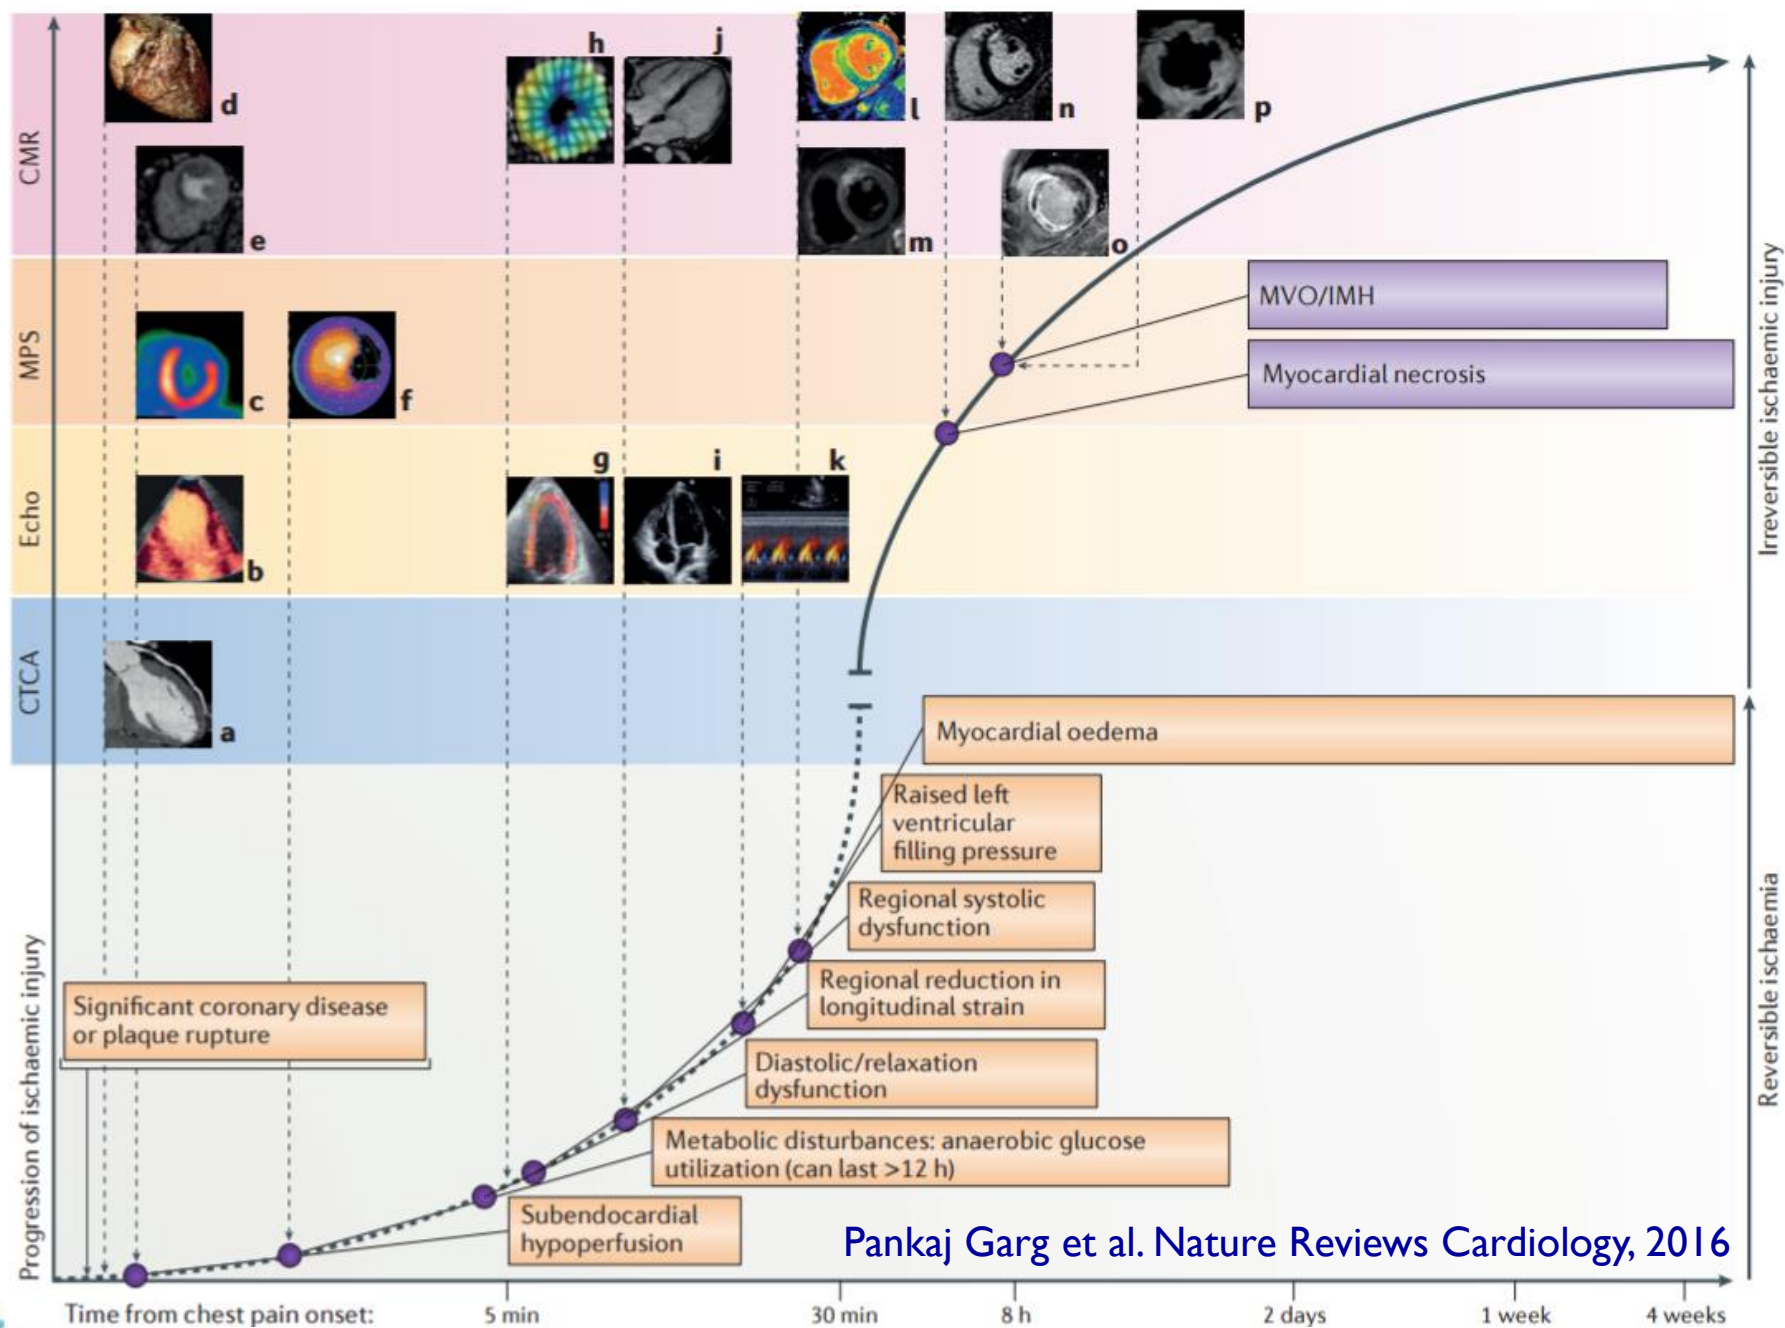 CMR
d
e
h
j
l
m
n
o
p
MPS
c
f
MVO/IMH
Myocardial necrosis
Echo
b
g
i
k
CTCA
a
Myocardial oedema
Raised left
ventricular
filling pressure
Regional systolic
dysfunction
Regional reduction in
longitudinal strain
Significant coronary disease
or plaque rupture
Diastolic/relaxation
dysfunction
Metabolic disturbances: anaerobic glucose
utilization (can last >12 h)
Subendocardial
hypoperfusion
Pankaj Garg et al. Nature Reviews Cardiology, 2016
Progression of ischaemic injury
Irreversible ischaemic injury
Reversible ischaemia
Time from chest pain onset: 5 min 30 min 8 h 2 days 1 week 4 weeks